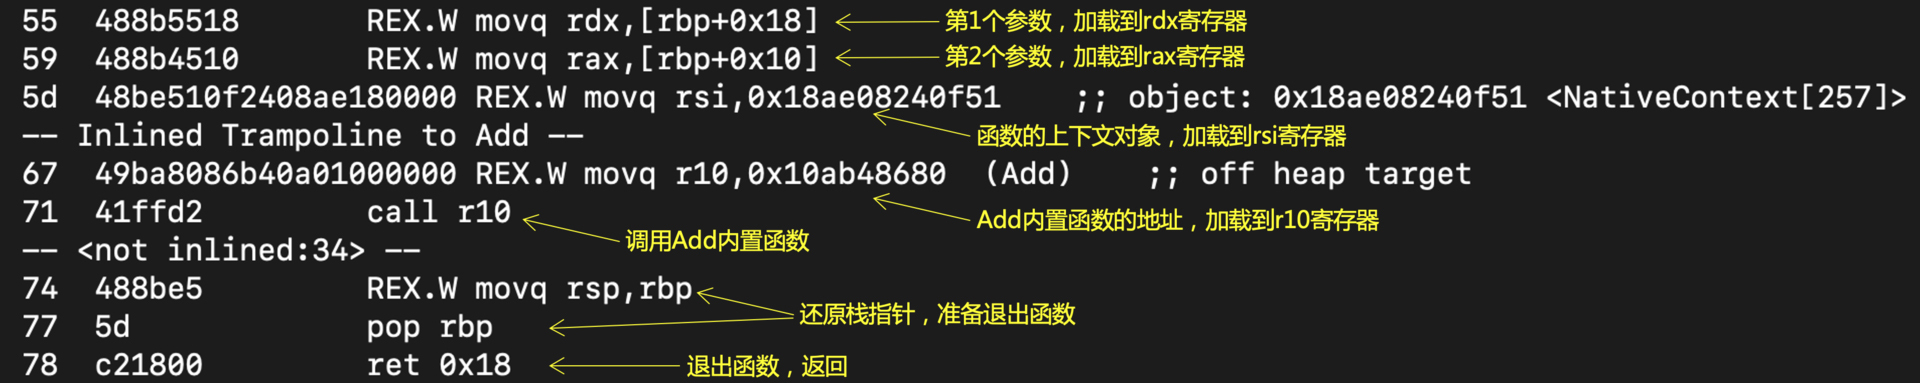 55 488b5518 REX.W movq rdx,[rbp+0x18] 第1个参数，加载到rdx寄存器
59 488b4510 REX.W movq rax,[rbp+0x10] 第2个参数，加载到rax寄存器
5d 48be510f2408ae180000 REX.W movq rsi,0x18ae08240f51 ;; object: 0x18ae08240f51 <NativeContext[257]>
-- Inlined Trampoline to Add -- 函数的上下文对象，加载到rsi寄存器
67 49ba8086b40a01000000 REX.W movq r10,0x10ab48680 (Add) ;; off heap target
71 41ffd2 call r10 Add内置函数的地址，加载到r10寄存器
调用Add内置函数
-- <not inlined:34> --
74 488be5 REX.W movq rsp,rbp
还原栈指针，准备退出函数
77 5d pop rbp
78 c21800 ret 0x18 退出函数，返回